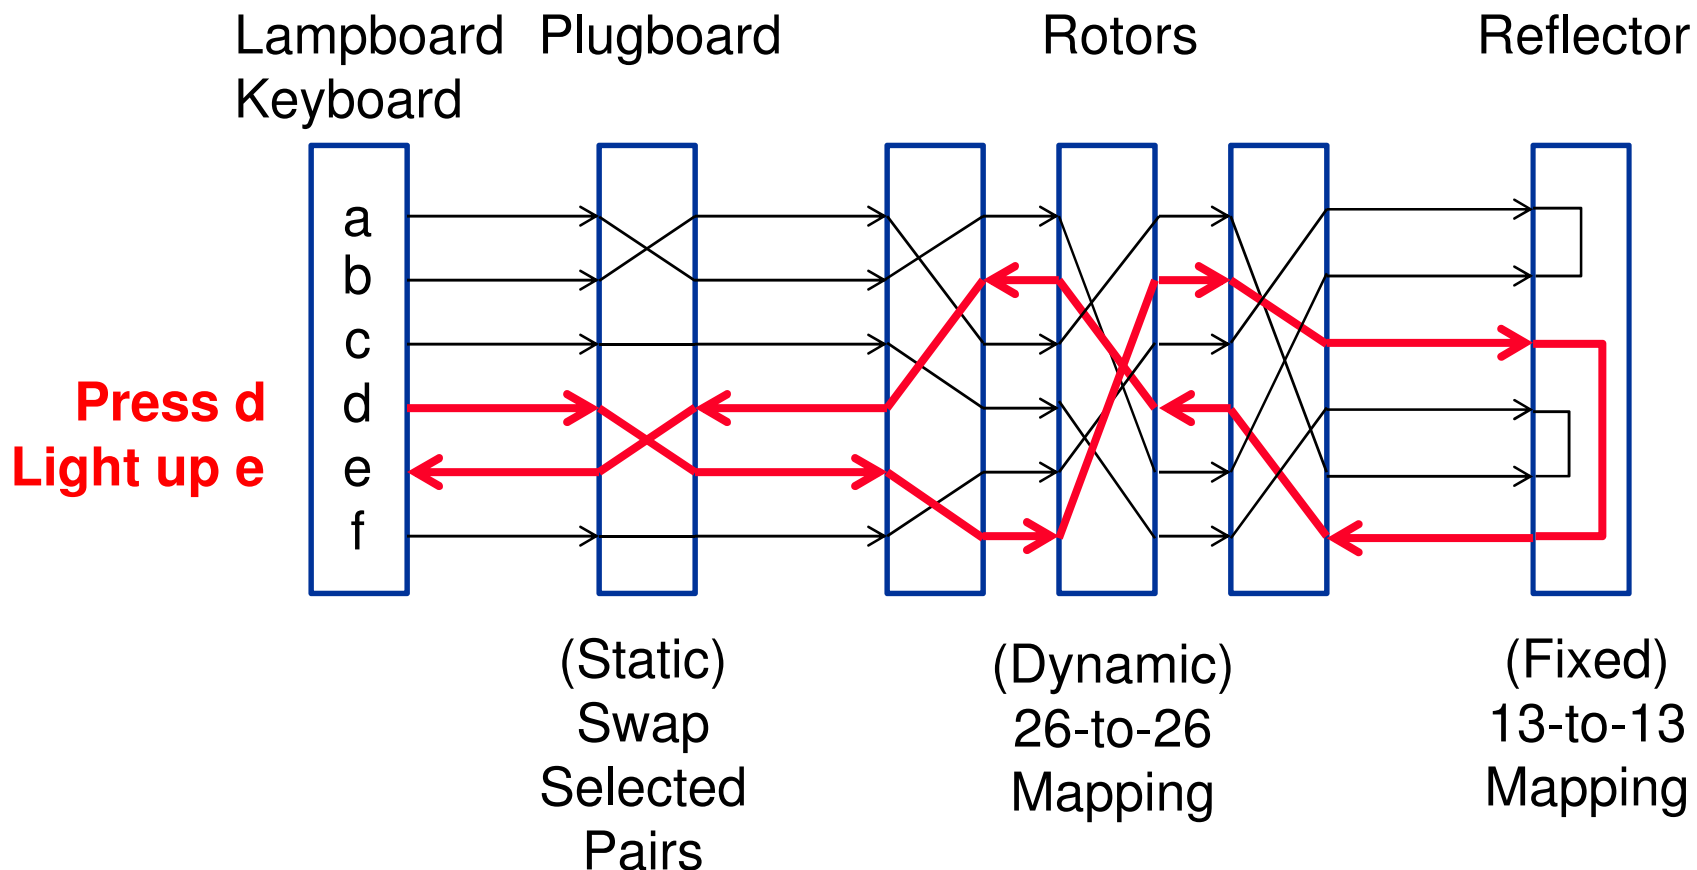 Lampboard Plugboard Rotors Reflector
Keyboard
a
b
c
Press d d
Light up e e
f
(Static) (Dynamic) (Fixed)
Swap 26-to-26 13-to-13
Selected Mapping Mapping
Pairs